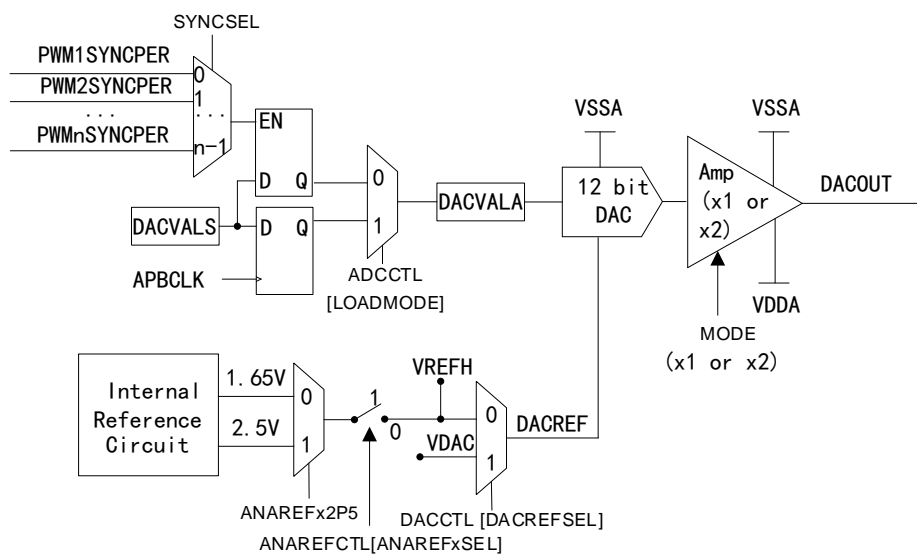 SYNCSEL
PWM1SYNCPER
0
PWM2SYNCPER
1
...
...
PWMnSYNCPER
n-1
EN
D Q
DACVALS
D Q
APBCLK
0
1
ADCCTL
[LOADMODE]
DACVALA
VSSA
12 bit
DAC
VSSA
Amp
(x1 or
x2)
DACOUT
VDDA
MODE
(x1 or x2)
Internal
Reference
Circuit
1.65V
2.5V
0
1
ANAREFx2P5
1
0
ANAREFCTL[ANAREFxSEL]
VREFH
VDAC
0
1
DACREF
DACCTL [DACREFSEL]